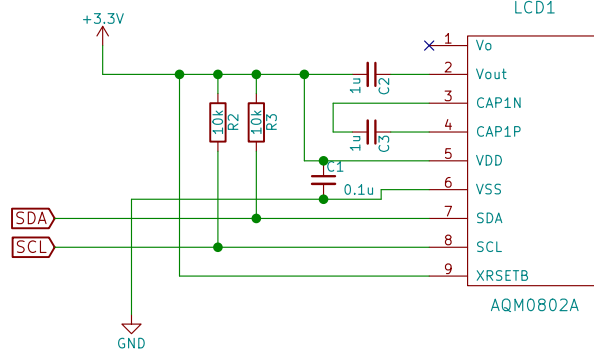 LCD1
+3.3V
1 Vo
2 Vout
1u C2
3 CAP1N
10k R2
10k R3
4 CAP1P
1u C3
5 VDD
C1
0.1u
6 VSS
SDA
7 SDA
SCL
8 SCL
9 XRSETB
AQM0802A
GND